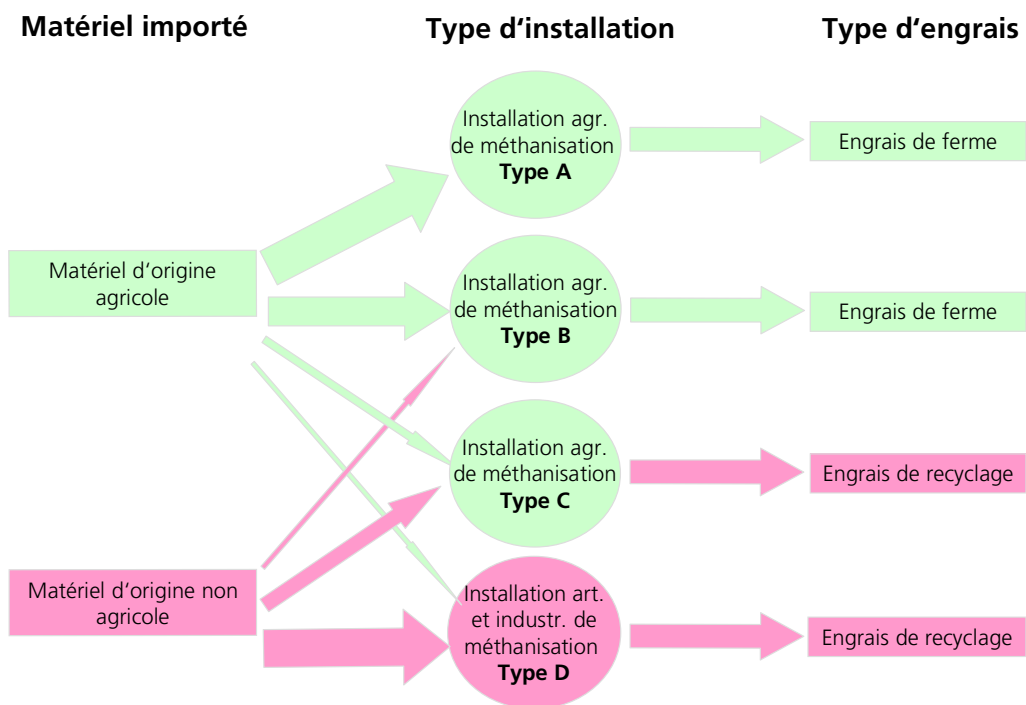 Matériel importé
Type d‘installation
Type d‘engrais
Installation agr.
de méthanisation
Type A
Engrais de ferme
Matériel d‘origine
agricole
Installation agr.
de méthanisation
Type B
Engrais de ferme
Installation agr.
de méthanisation
Type C
Engrais de recyclage
Matériel d‘origine non
agricole
Installation art.
et industr. de
méthanisation
Type D
Engrais de recyclage